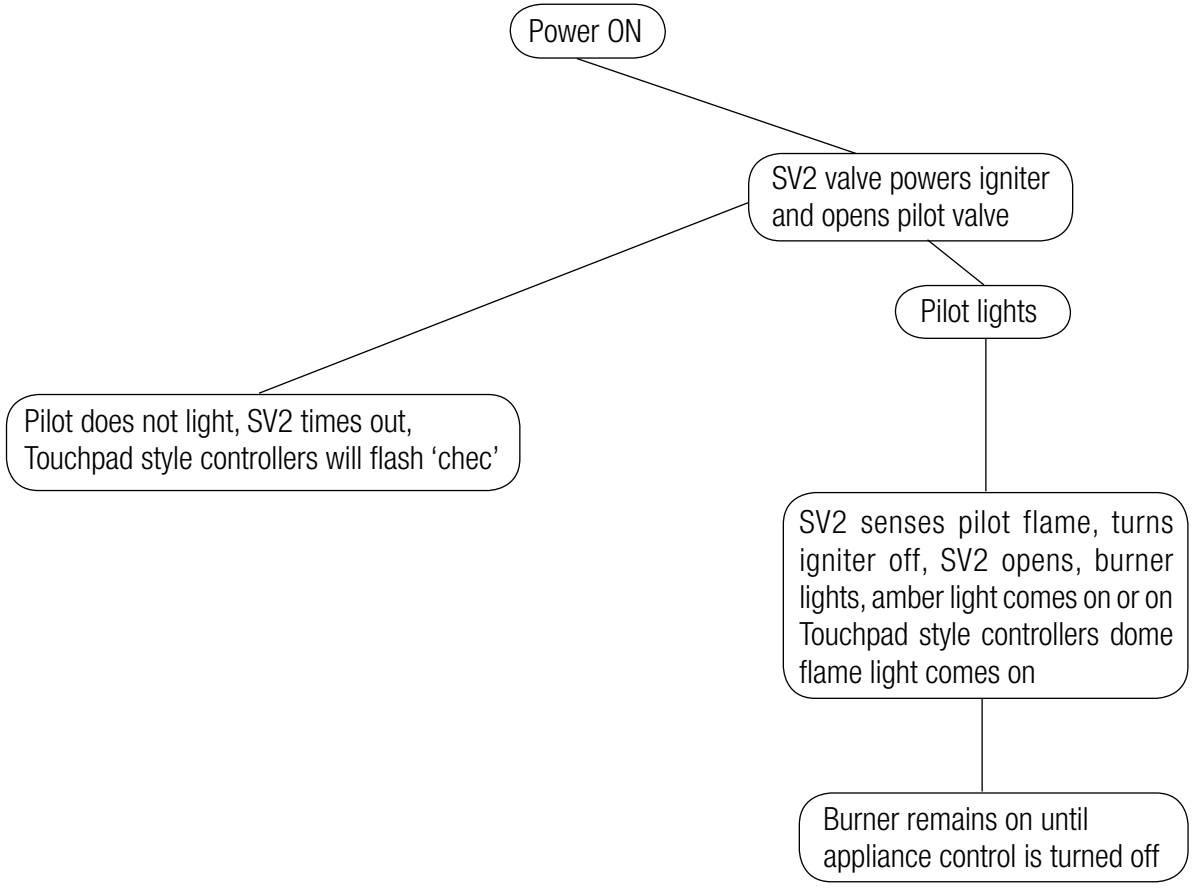 Power ON
SV2 valve powers igniter
and opens pilot valve
Pilot lights
Pilot does not light, SV2 times out,
Touchpad style controllers will flash ‘chec’
SV2 senses pilot flame, turns
igniter off, SV2 opens, burner
lights, amber light comes on or on
Touchpad style controllers dome
flame light comes on
Burner remains on until
appliance control is turned off